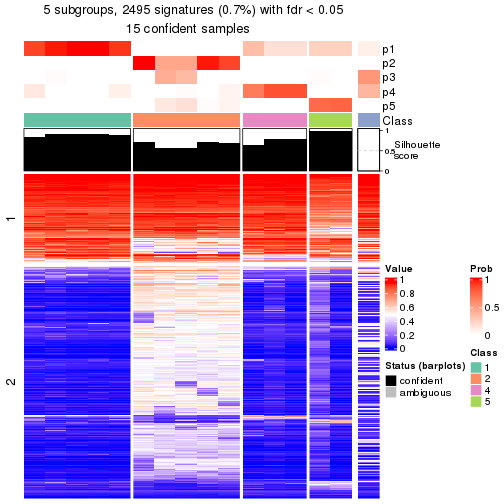 5 subgroups, 2495 signatures (0.7%) with fdr < 0.05
15 confident samples
p1
p2
p3
p4
p5
Class
1
0.5
0
Silhouette
score
1
2
Value
1
0.8
0.6
0.4
0.2
0
Prob
1
0.5
0
Status (barplots)
confident
ambiguous
Class
1
2
4
5